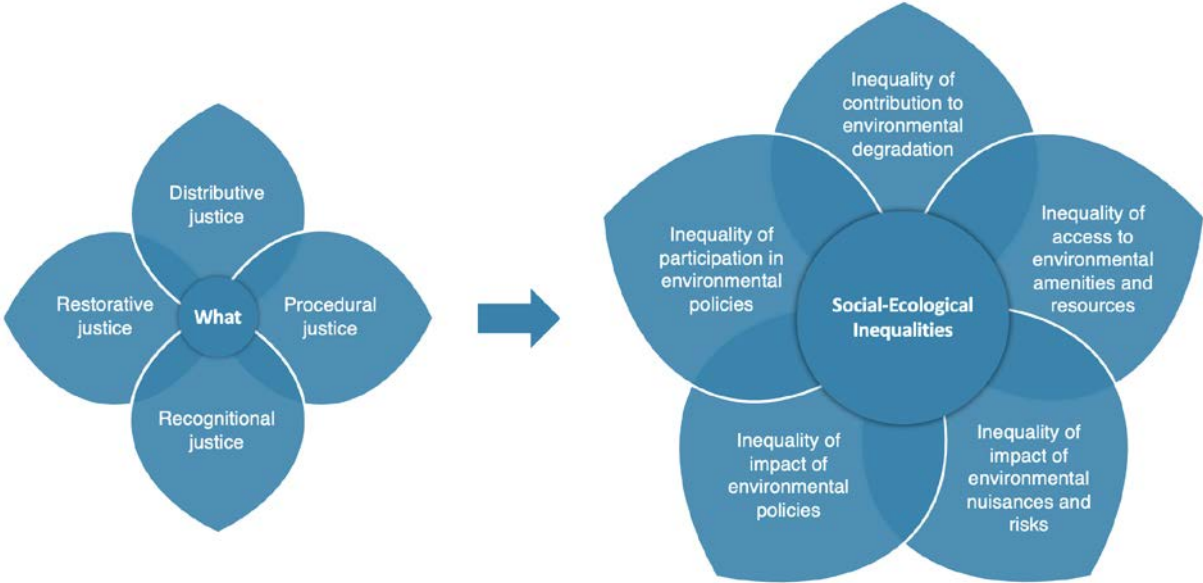 Distributive
justice
Restorative
justice
What
Procedural
justice
Recognitional
justice
Inequality of
contribution to
environmental
degradation
Inequality of
participation in
environmental
policies
Social-Ecological
Inequalities
Inequality of
access to
environmental
amenities and
resources
Inequality of
impact of
environmental
policies
Inequality of
impact of
environmental
nuisances and
risks